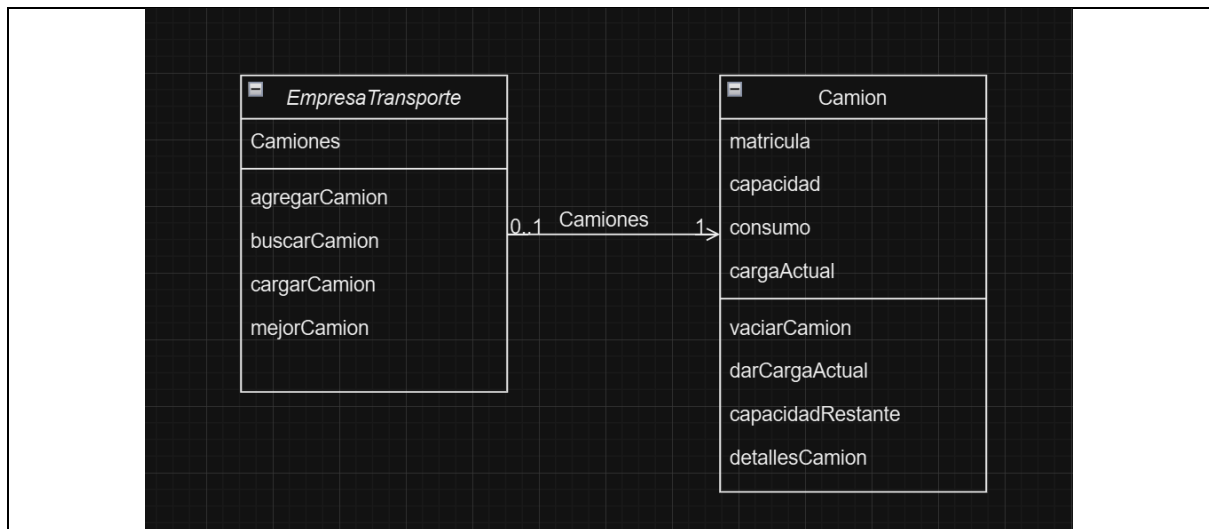 EmpresaTransporte
Camiones
agregarCamion
buscarCamion
cargarCamion
mejorCamion
0..1 Camiones 1
Camion
matricula
capacidad
consumo
cargaActual
vaciarCamion
darCargaActual
capacidadRestante
detallesCamion